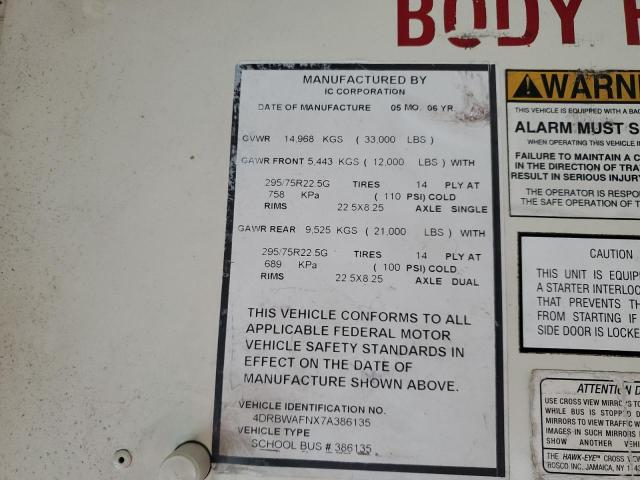 BODY
MANUFACTURED BY
IC CORPORATION
DATE OF MANUFACTURE 05 MO. 06 YR.
GVWR 14,968 KGS ( 33,000 LBS )
GAWR FRONT 5,443 KGS ( 12,000 LBS ) WITH
295/75R22.5G TIRES 14 PLY AT
758 KPa ( 110 PSI) COLD
RIMS 22.5X8.25 AXLE SINGLE
GAWR REAR 9,525 KGS ( 21,000 LBS ) WITH
295/75R22.5G TIRES 14 PLY AT
689 KPa ( 100 PSI) COLD
RIMS 22.5X8.25 AXLE DUAL
THIS VEHICLE CONFORMS TO ALL
APPLICABLE FEDERAL MOTOR
VEHICLE SAFETY STANDARDS IN
EFFECT ON THE DATE OF
MANUFACTURE SHOWN ABOVE.
VEHICLE IDENTIFICATION NO.
4DRBWAFNX7A386135
VEHICLE TYPE
SCHOOL BUS # 386135
WARN
THIS VEHICLE IS EQUIPPED WITH A
ALARM MUST
WHEN OPERATING THIS VEHICLE
FAILURE TO MAINTAIN A
IN THE DIRECTION OF
RESULT IN SERIOUS INJURY
THE OPERATOR IS
THE SAFE OPERATION OF
CAUTION
THIS UNIT IS
A STARTER
THAT PREVENTS
FROM STARTING IF
SIDE DOOR IS
ATTENTION
USE CROSS VIEW MIRRORS TO
WHILE BUS IS STOPPED
MIRRORS TO VIEW TRAFFIC
IMAGES IN SUCH MIRRORS
SHOW ANOTHER
THE HAWK-EYE™ CROSS
ROSCO INC. JAMAICA, NY